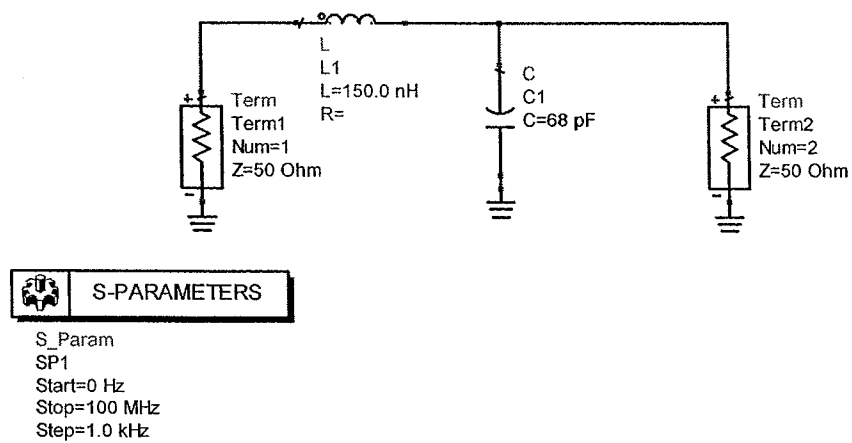 L
L1
L=150.0 nH
R=
C
C1
C=68 pF
+
Term
Term1
Num=1
Z=50 Ohm
-
+
Term
Term2
Num=2
Z=50 Ohm
-
S-PARAMETERS
S_Param
SP1
Start=0 Hz
Stop=100 MHz
Step=1.0 kHz